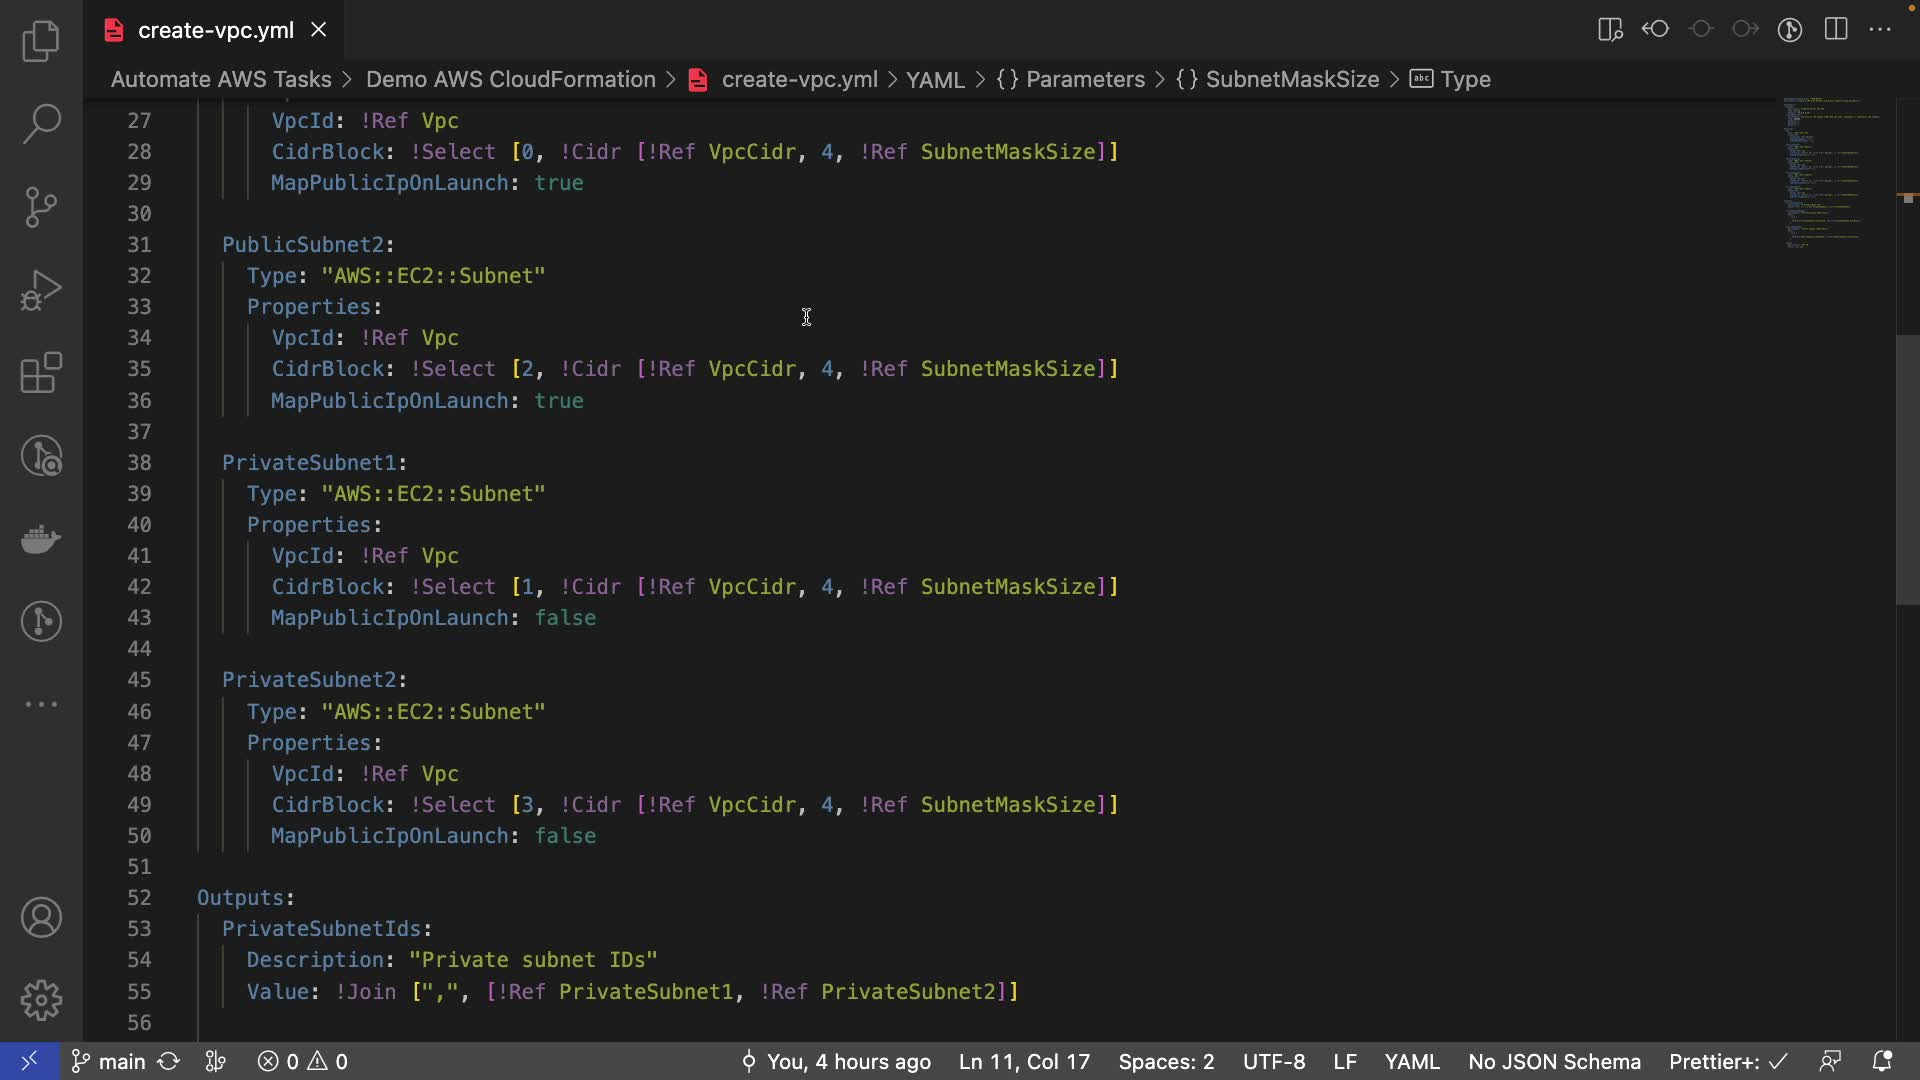 create-vpc.yml
Automate AWS Tasks > Demo AWS CloudFormation > create-vpc.yml > YAML > {} Parameters > {} SubnetMaskSize > abc Type
27 VpcId: !Ref Vpc
28 CidrBlock: !Select [0, !Cidr [!Ref VpcCidr, 4, !Ref SubnetMaskSize]]
29 MapPublicIpOnLaunch: true
30
31 PublicSubnet2:
32 Type: "AWS::EC2::Subnet"
33 Properties:
34 VpcId: !Ref Vpc
35 CidrBlock: !Select [2, !Cidr [!Ref VpcCidr, 4, !Ref SubnetMaskSize]]
36 MapPublicIpOnLaunch: true
37
38 PrivateSubnet1:
39 Type: "AWS::EC2::Subnet"
40 Properties:
41 VpcId: !Ref Vpc
42 CidrBlock: !Select [1, !Cidr [!Ref VpcCidr, 4, !Ref SubnetMaskSize]]
43 MapPublicIpOnLaunch: false
44
45 PrivateSubnet2:
46 Type: "AWS::EC2::Subnet"
47 Properties:
48 VpcId: !Ref Vpc
49 CidrBlock: !Select [3, !Cidr [!Ref VpcCidr, 4, !Ref SubnetMaskSize]]
50 MapPublicIpOnLaunch: false
51
52 Outputs:
53 PrivateSubnetIds:
54 Description: "Private subnet IDs"
55 Value: !Join [",", [!Ref PrivateSubnet1, !Ref PrivateSubnet2]]
56
main 0 0 You, 4 hours ago Ln 11, Col 17 Spaces: 2 UTF-8 LF YAML No JSON Schema Prettier+: ✓